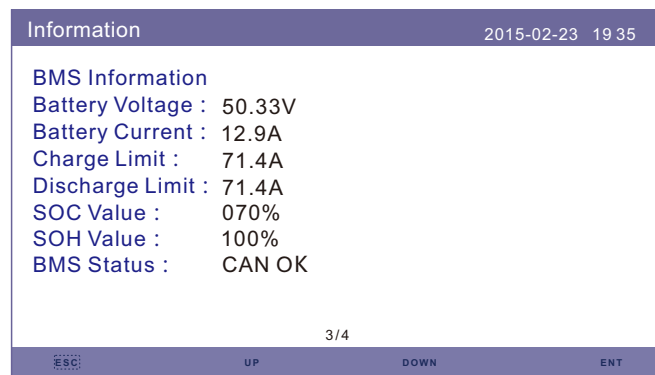 Information 2015-02-23 19 35
BMS Information
Battery Voltage : 50.33V
Battery Current : 12.9A
Charge Limit : 71.4A
Discharge Limit : 71.4A
SOC Value : 070%
SOH Value : 100%
BMS Status : CAN OK
3/4
ESC UP DOWN ENT